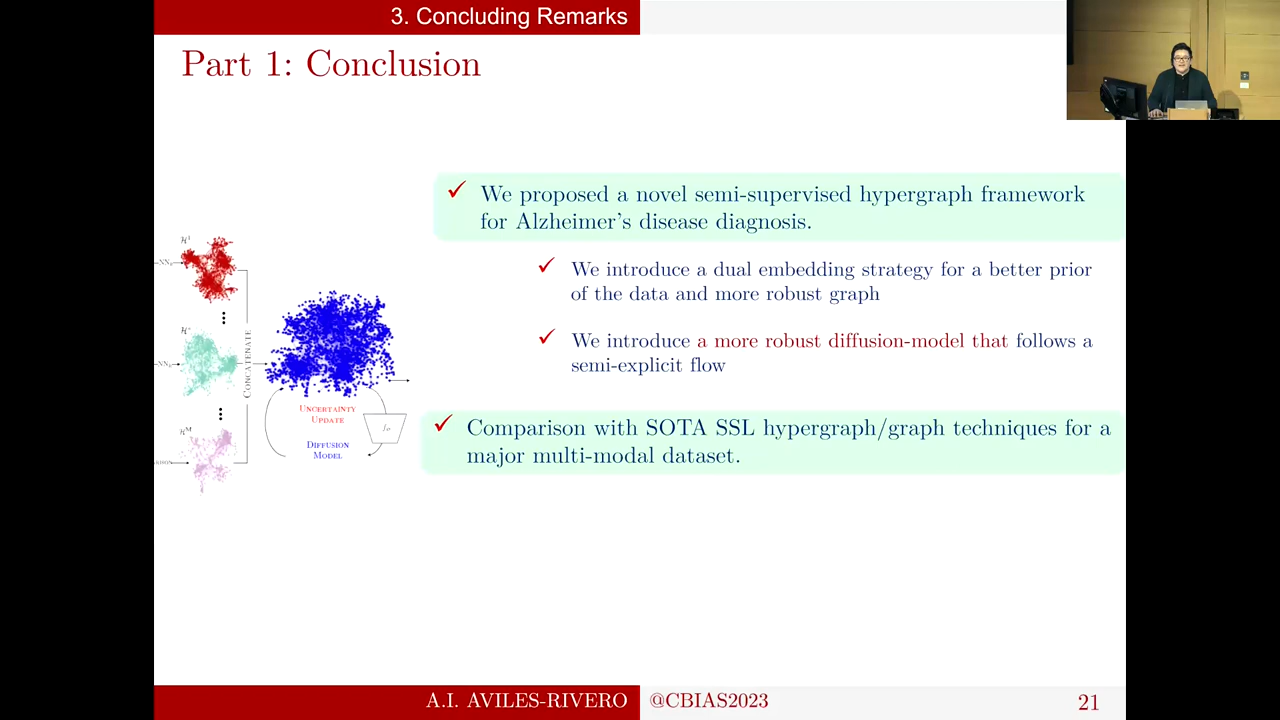 3. Concluding Remarks
Part 1: Conclusion
We proposed a novel semi-supervised hypergraph framework
for Alzheimer's disease diagnosis.
We introduce a dual embedding strategy for a better prior
of the data and more robust graph
We introduce a more robust diffusion-model that follows a
semi-explicit flow
Comparison with SOTA SSL hypergraph/graph techniques for a
major multi-modal dataset.
CONCATENATE
UNCERTAINTY
UPDATE
DIFFUSION
MODEL
A.I. AVILES-RIVERO
@CBIAS2023
21